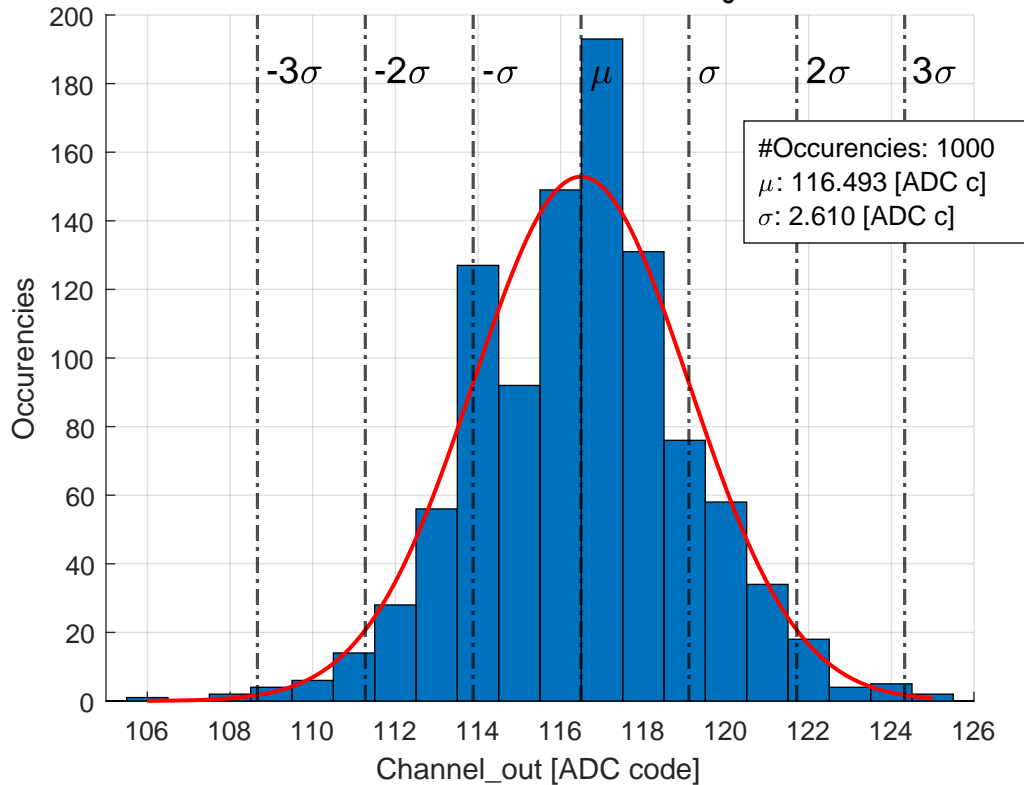 200
180
160
140
120
100
80
60
40
20
0
-3σ
-2σ
-σ
μ
σ
2σ
3σ
#Occurencies: 1000
μ: 116.493 [ADC c]
σ: 2.610 [ADC c]
Occurencies
106 108 110 112 114 116 118 120 122 124 126
Channel_out [ADC code]